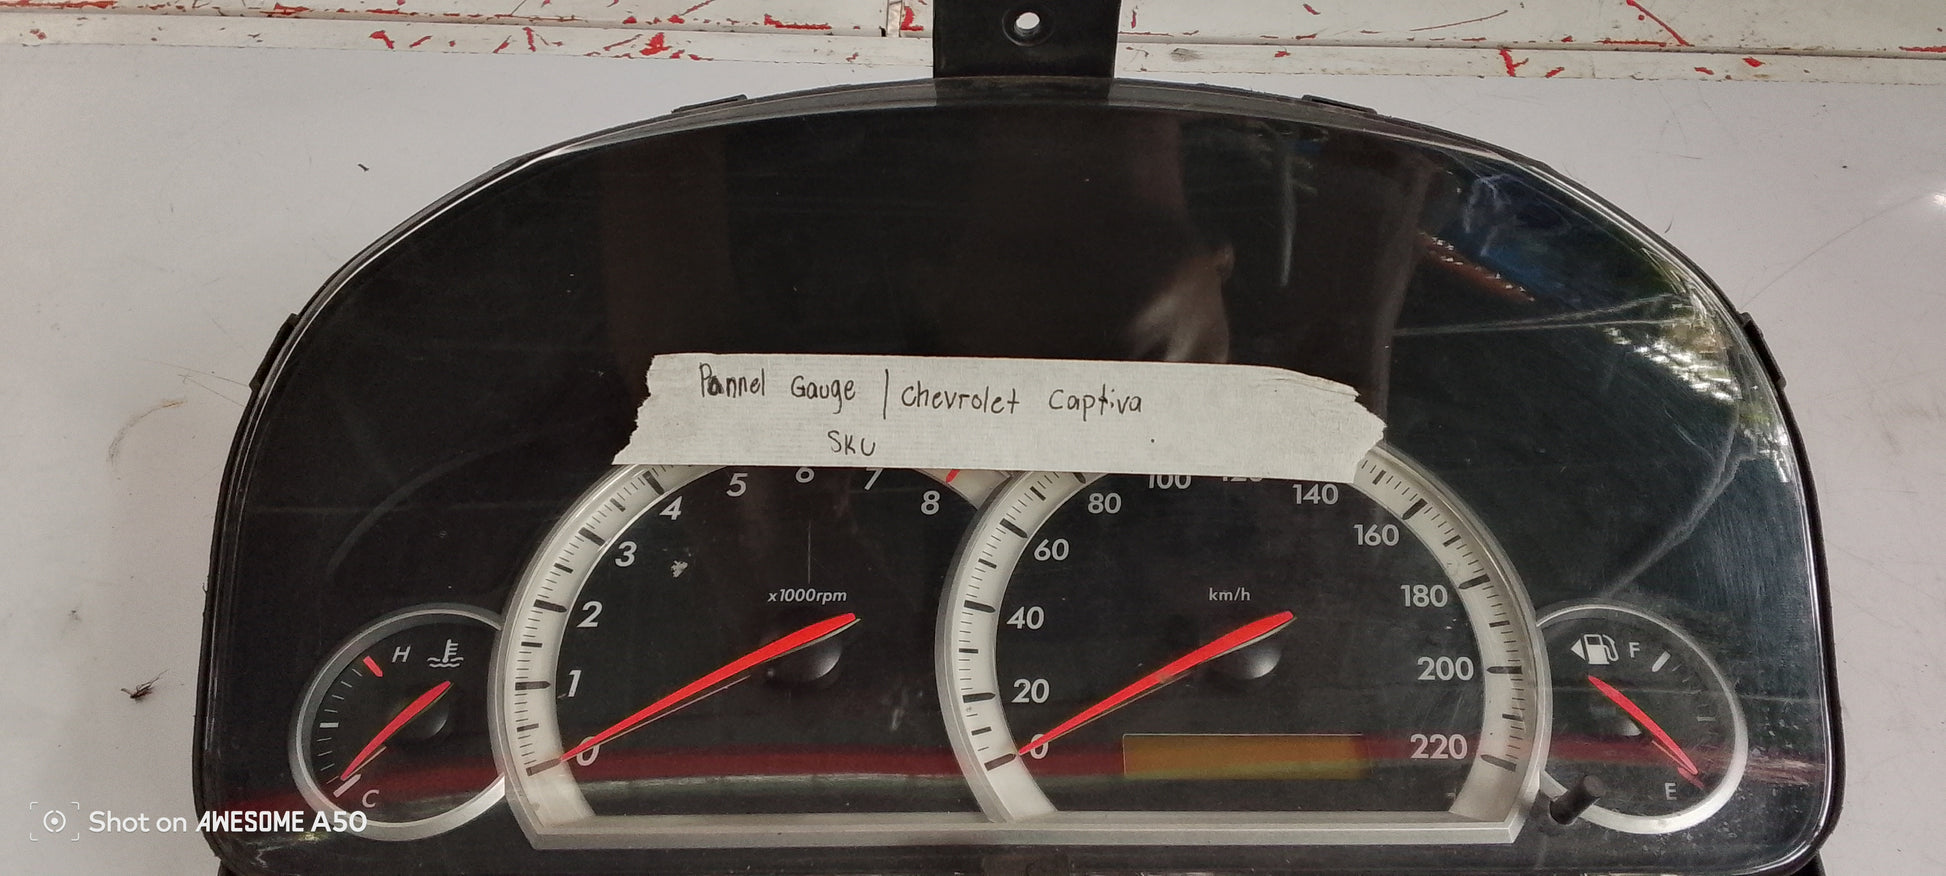 Pannel Gauge | Chevrolet Captiva
SKU
5 6 7 8
4
3
2
1
0
x1000rpm
80 100 120 140
60
40
20
0
160
180
200
220
km/h
H
C
F
E
Shot on AWESOME A50